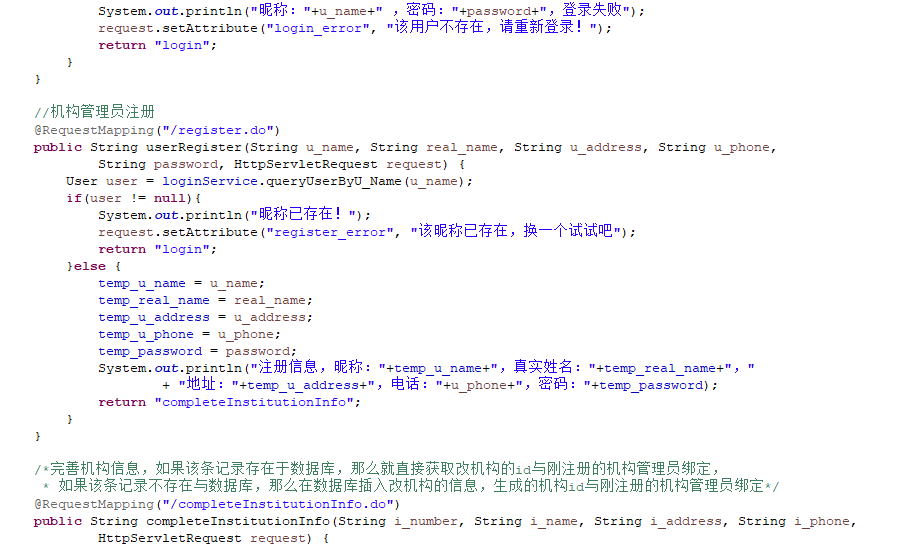 System.out.println("昵称："+u_name+" ，密码："+password+"，登录失败");
request.setAttribute("login_error", "该用户不存在，请重新登录！");
return "login";
}
}
//机构管理员注册
@RequestMapping("/register.do")
public String userRegister(String u_name, String real_name, String u_address, String u_phone,
String password, HttpServletRequest request) {
User user = loginService.queryUserByU_Name(u_name);
if(user != null){
System.out.println("昵称已存在！");
request.setAttribute("register_error", "该昵称已存在，换一个试试吧");
return "login";
}else {
temp_u_name = u_name;
temp_real_name = real_name;
temp_u_address = u_address;
temp_u_phone = u_phone;
temp_password = password;
System.out.println("注册信息，昵称："+temp_u_name+"，真实姓名："+temp_real_name+"，"
+ "地址："+temp_u_address+"，电话："+u_phone+"，密码："+temp_password);
return "completeInstitutionInfo";
}
}
/*完善机构信息，如果该条记录存在于数据库，那么就直接获取改机构的id与刚注册的机构管理员绑定，
* 如果该条记录不存在与数据库，那么在数据库插入改机构的信息，生成的机构id与刚注册的机构管理员绑定*/
@RequestMapping("/completeInstitutionInfo.do")
public String completeInstitutionInfo(String i_number, String i_name, String i_address, String i_phone,
HttpServletRequest request) {